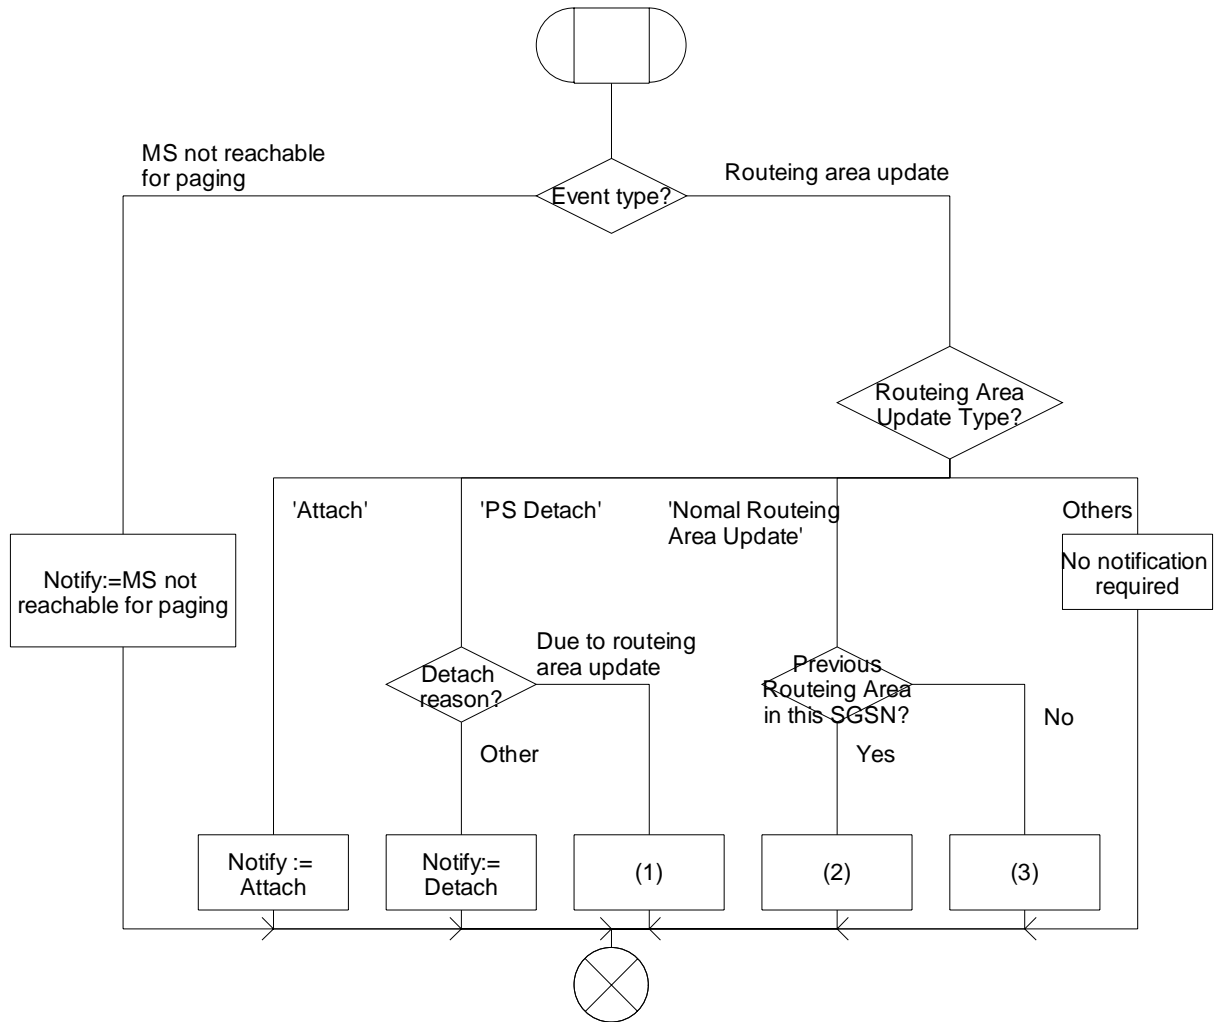 MS not reachable
for paging
Routeing area update
Event type?
Routeing Area
Update Type?
'Attach'
'PS Detach'
'Nomal Routeing
Area Update'
Others
Notify:=MS not
reachable for paging
No notification
required
Due to routeing
area update
Detach
reason?
Previous
Routeing Area
in this SGSN?
No
Other
Yes
Notify :=
Attach
Notify:=
Detach
(1)
(2)
(3)